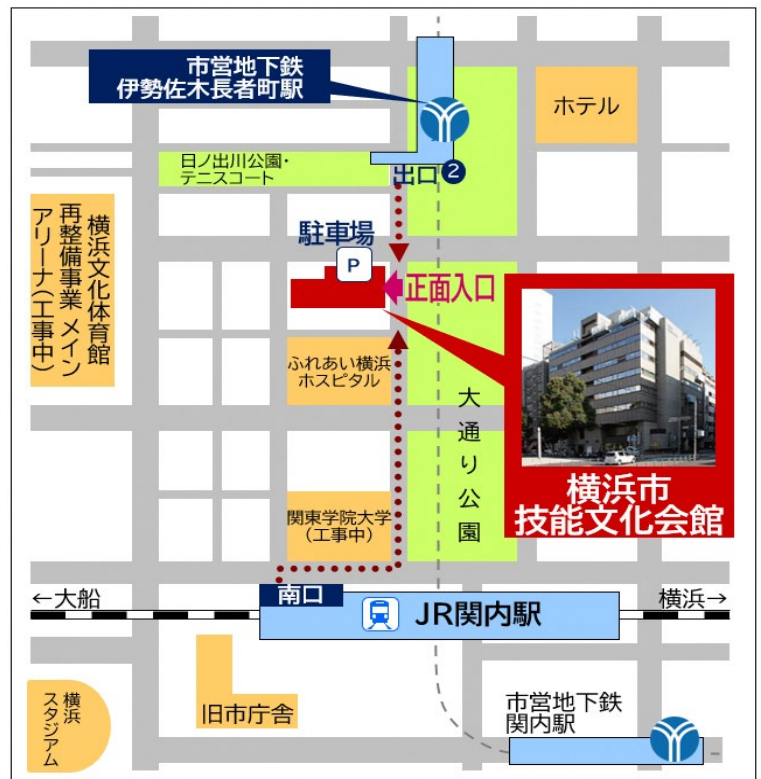 市営地下鉄
伊勢佐木長者町駅
ホテル
日ノ出川公園・
テニスコート
出口2
横浜文化体育館
再整備事業 メイン
アリーナ(工事中)
駐車場
P
正面入口
ふれあい横浜
ホスピタル
大通り公園
横浜市
技能文化会館
関東学院大学
(工事中)
南口
←大船
JR関内駅
横浜→
横浜
スタジアム
旧市庁舎
市営地下鉄
関内駅